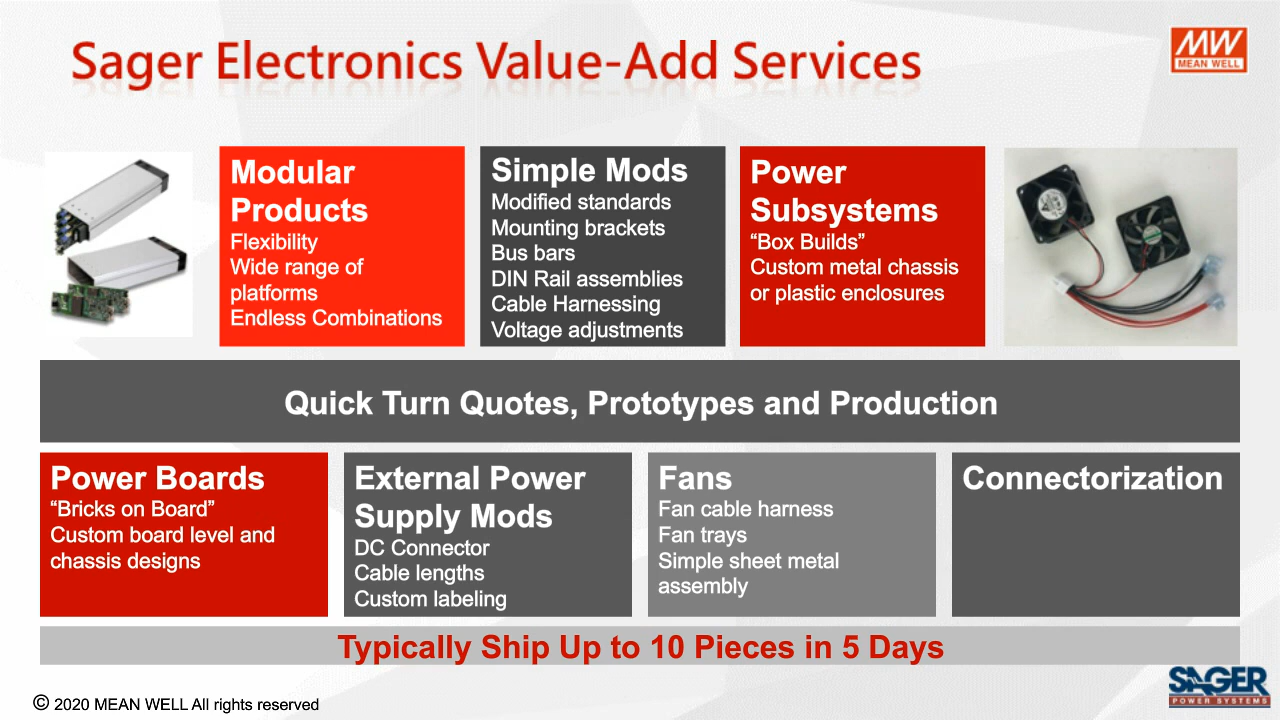 Sager Electronics Value-Add Services
MW
MEAN WELL
Modular
Products
Flexibility
Wide range of
platforms
Endless Combinations
Simple Mods
Modified standards
Mounting brackets
Bus bars
DIN Rail assemblies
Cable Harnessing
Voltage adjustments
Power
Subsystems
“Box Builds”
Custom metal chassis
or plastic enclosures
Quick Turn Quotes, Prototypes and Production
Power Boards
“Bricks on Board”
Custom board level and
chassis designs
External Power
Supply Mods
DC Connector
Cable lengths
Custom labeling
Fans
Fan cable harness
Fan trays
Simple sheet metal
assembly
Connectorization
Typically Ship Up to 10 Pieces in 5 Days
SAGER
POWER SYSTEMS
© 2020 MEAN WELL All rights reserved